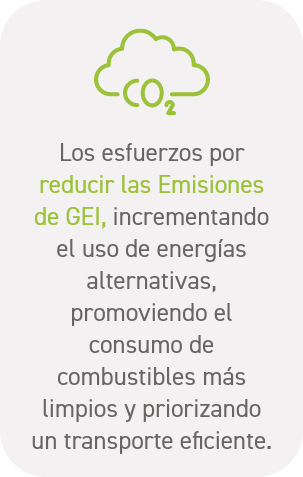 CO2
Los esfuerzos por
reducir las Emisiones
de GEI, incrementando
el uso de energías
alternativas,
promoviendo el
consumo de
combustibles más
limpios y priorizando
un transporte eficiente.